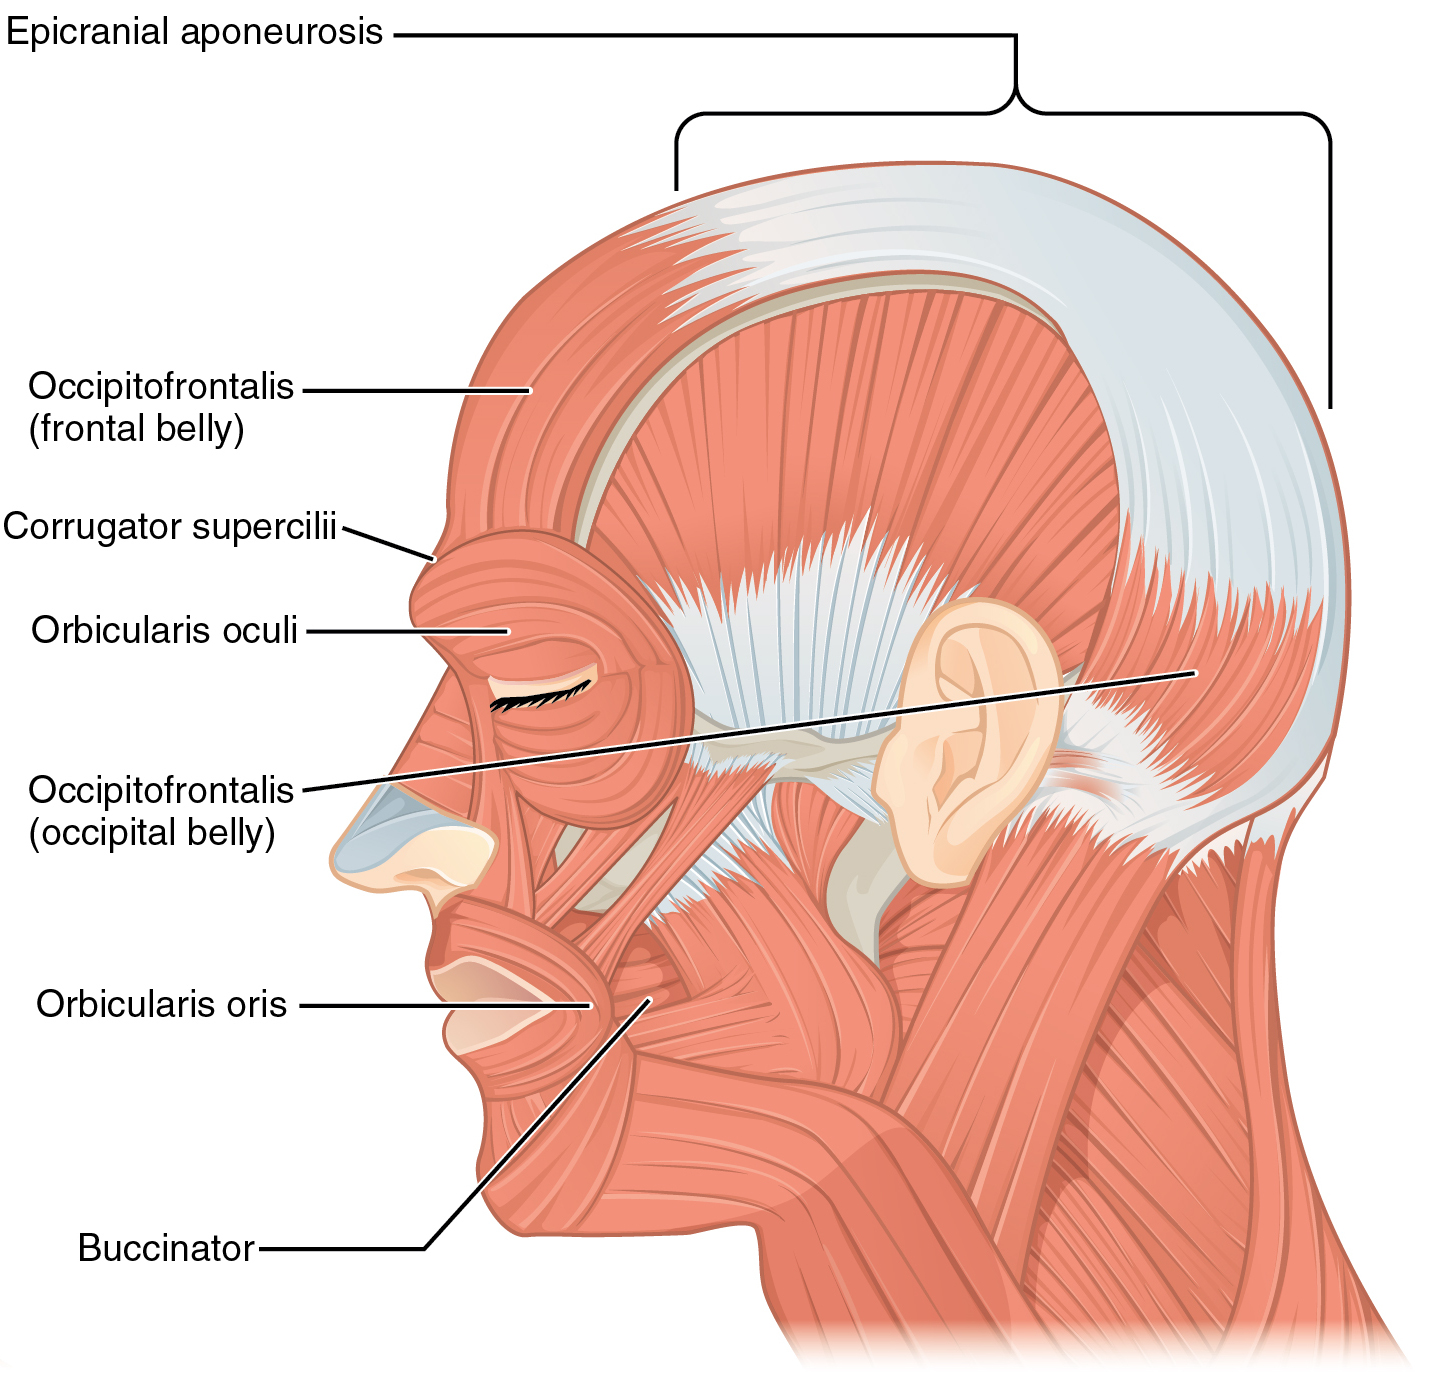 Epicranial aponeurosis
Occipitofrontalis
(frontal belly)
Corrugator supercilii
Orbicularis oculi
Occipitofrontalis
(occipital belly)
Orbicularis oris
Buccinator